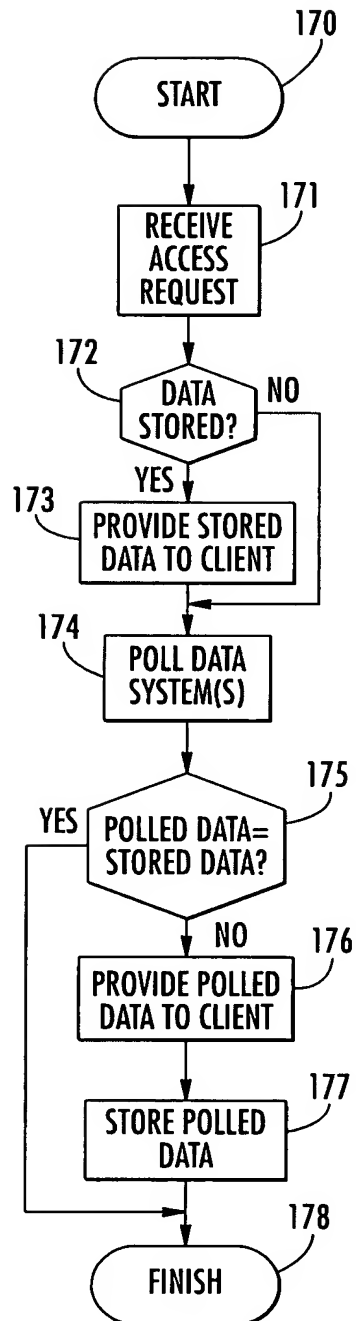 170
START
171
RECEIVE
ACCESS
REQUEST
172
DATA
STORED?
NO
YES
173
PROVIDE STORED
DATA TO CLIENT
174
POLL DATA
SYSTEM(S)
175
YES
POLLED DATA=
STORED DATA?
NO
176
PROVIDE POLLED
DATA TO CLIENT
177
STORE POLLED
DATA
178
FINISH